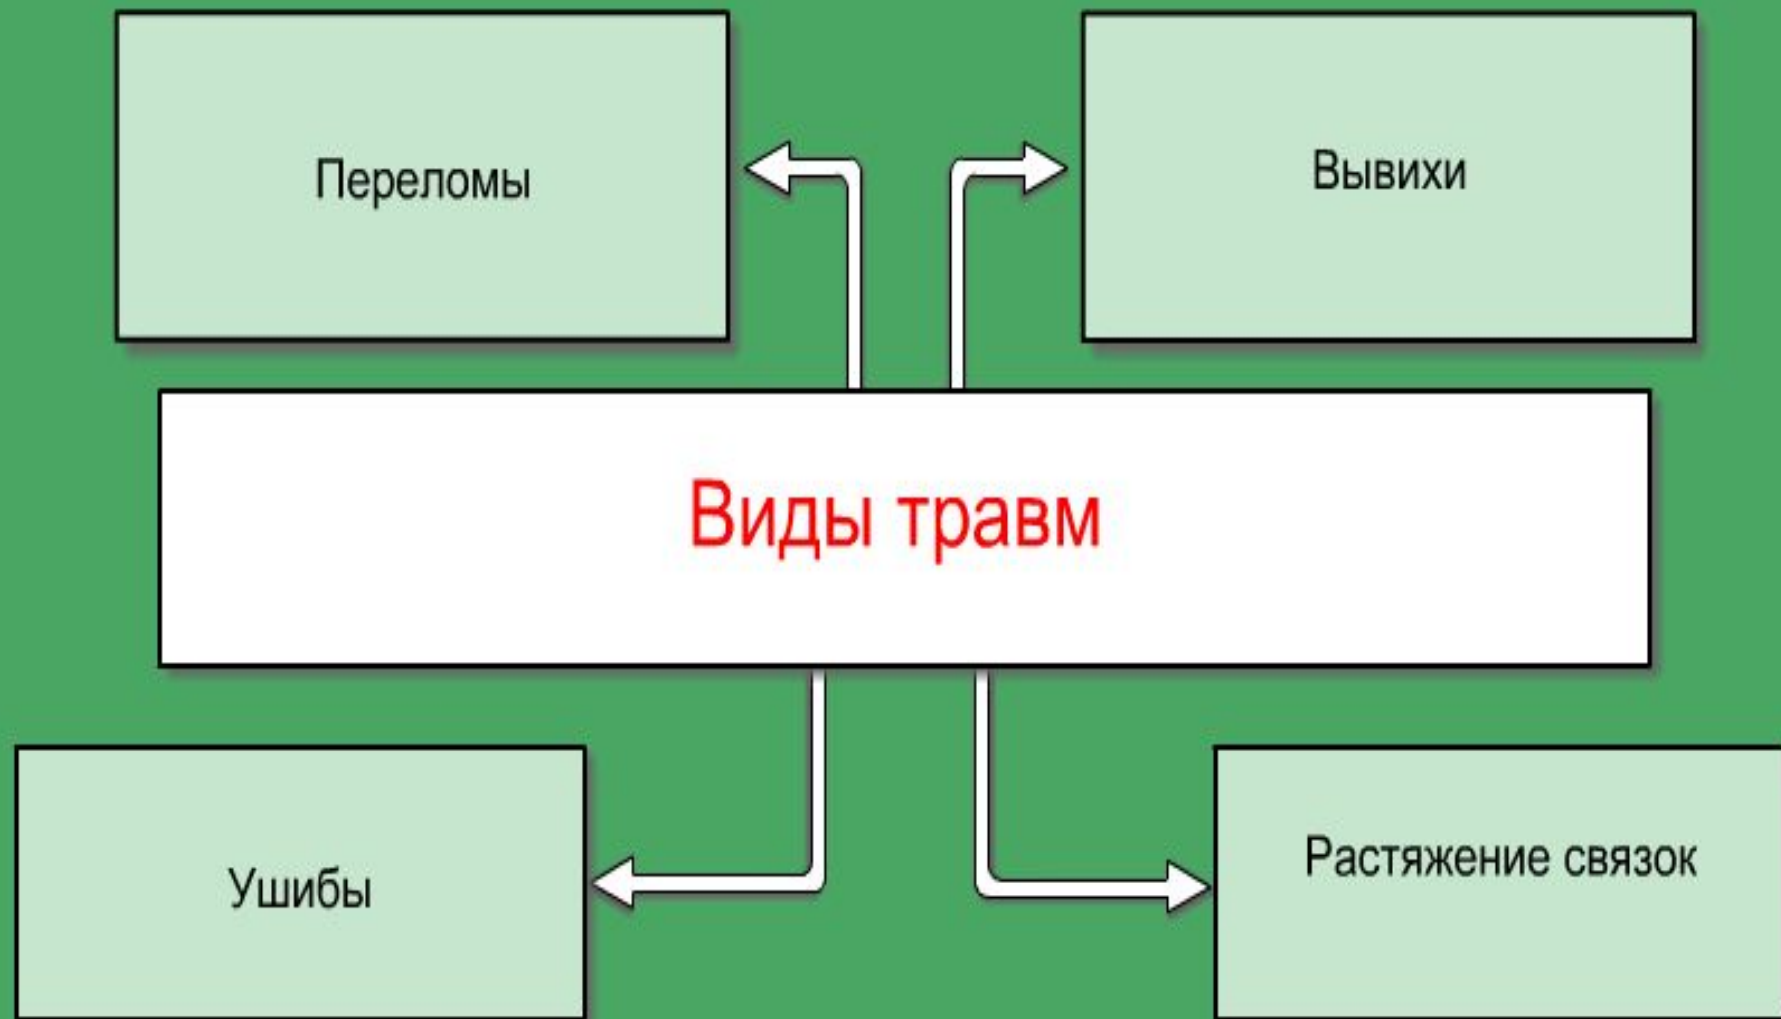 Переломы
Вывихи
Виды травм
Ушибы
Растяжение связок